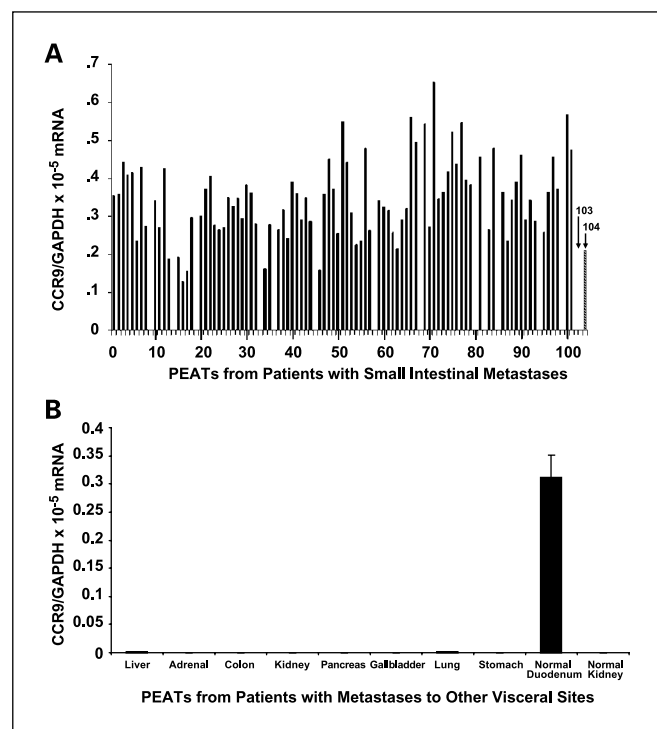 A
.7
.6
.5
.4
.3
.2
.1
0
CCR9/GAPDH x 10-5 mRNA
103
104
0 10 20 30 40 50 60 70 80 90 100
PEATs from Patients with Small Intestinal Metastases
B
0.4
0.35
0.3
0.25
0.2
0.15
0.1
0.05
0
CCR9/GAPDH x 10-5 mRNA
Liver Adrenal Colon Kidney Pancreas Gallbladder Lung Stomach Normal Duodenum Normal Kidney
PEATs from Patients with Metastases to Other Visceral Sites